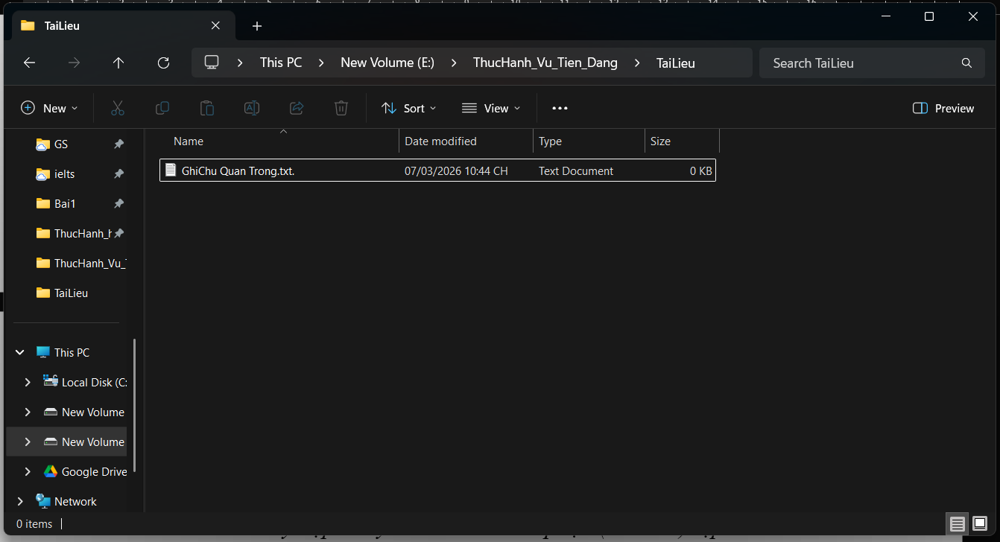 TaiLieu
This PC > New Volume (E:) > ThucHanh_Vu_Tien_Dang > TaiLieu
Search TaiLieu
New
Sort
View
Preview
GS
ielts
Bai1
ThucHanh_h
ThucHanh_Vu_T
TaiLieu
This PC
Local Disk (C:
New Volume
New Volume
Google Drive
Network
Name Date modified Type Size
GhiChu Quan Trong.txt. 07/03/2026 10:44 CH Text Document 0 KB
0 items